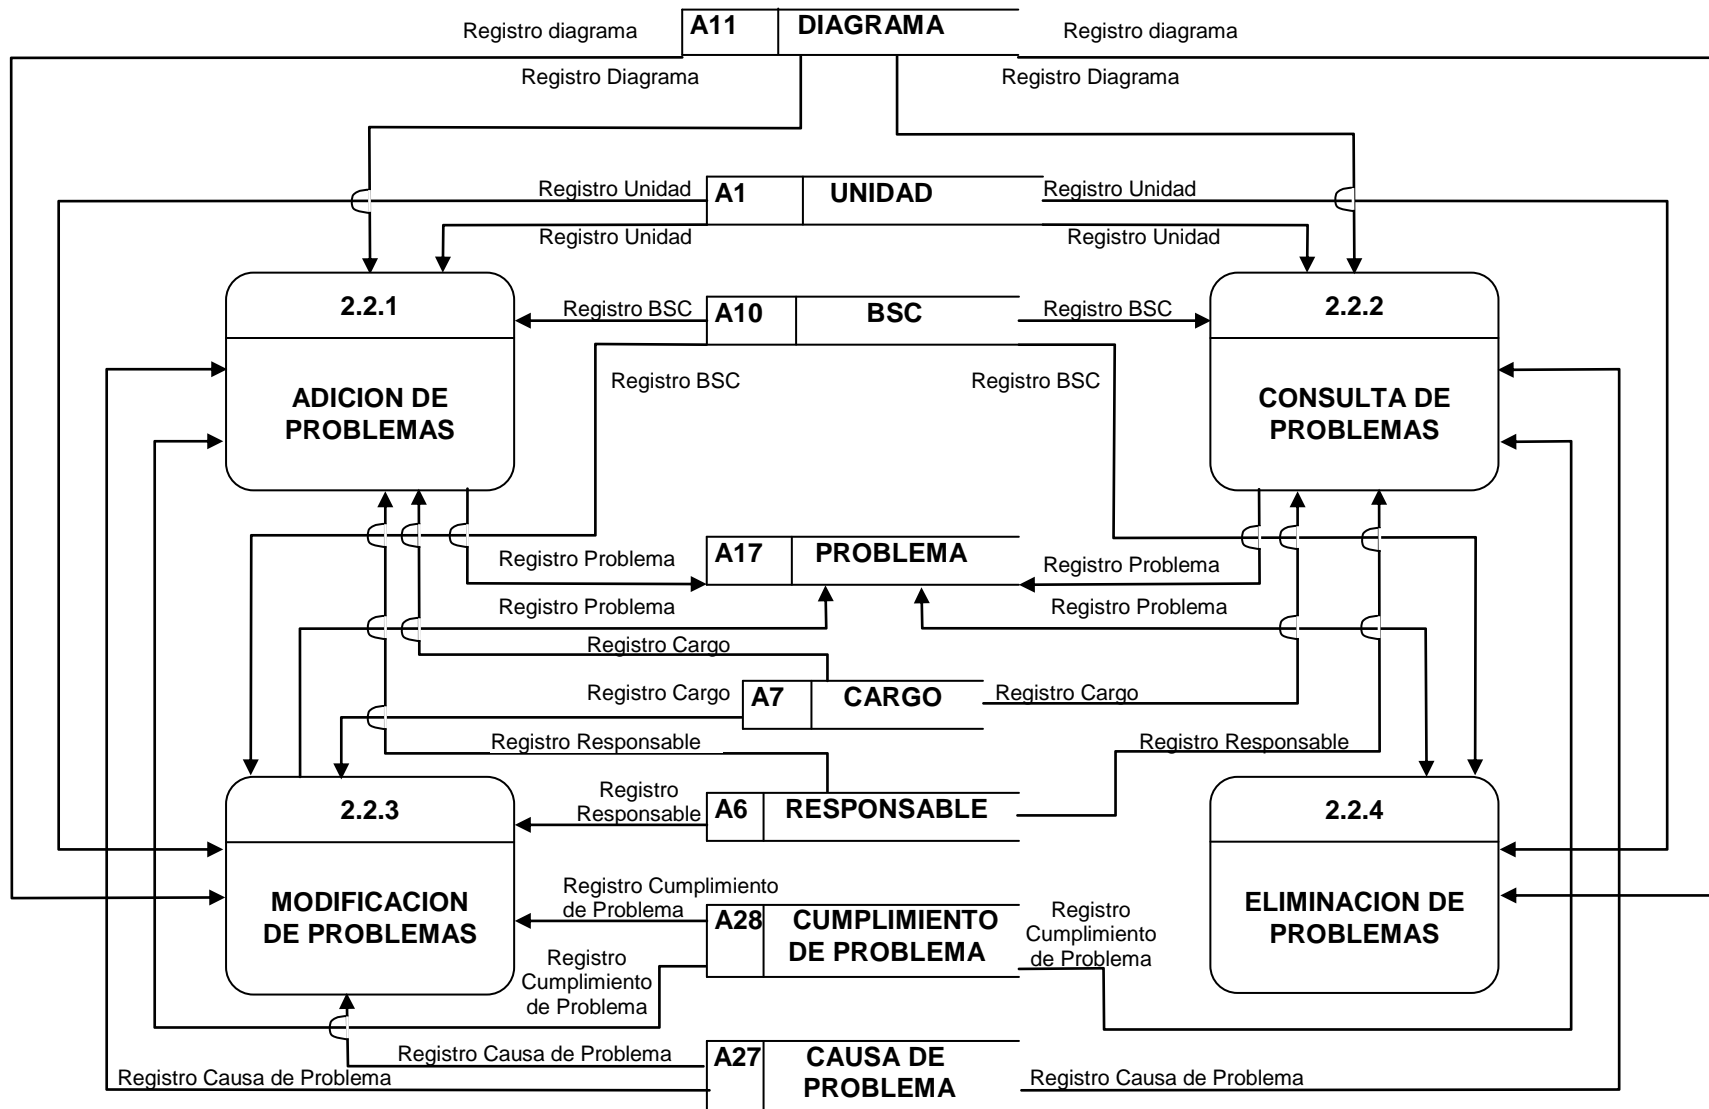 Registro diagrama
A11 DIAGRAMA
Registro diagrama
Registro Diagrama
Registro Diagrama
Registro Unidad
A1 UNIDAD
Registro Unidad
Registro Unidad
Registro Unidad
2.2.1
Registro BSC
A10 BSC
Registro BSC
2.2.2
Registro BSC
Registro BSC
ADICION DE
PROBLEMAS
CONSULTA DE
PROBLEMAS
Registro Problema
A17 PROBLEMA
Registro Problema
Registro Problema
Registro Problema
Registro Cargo
Registro Cargo
A7 CARGO
Registro Cargo
Registro Responsable
Registro Responsable
2.2.3
Registro
Responsable
A6 RESPONSABLE
2.2.4
MODIFICACION
DE PROBLEMAS
Registro Cumplimiento
de Problema
A28 CUMPLIMIENTO
DE PROBLEMA
Registro
Cumplimiento
de Problema
ELIMINACION DE
PROBLEMAS
Registro
Cumplimiento
de Problema
Registro Causa de Problema
A27 CAUSA DE
PROBLEMA
Registro Causa de Problema
Registro Causa de Problema